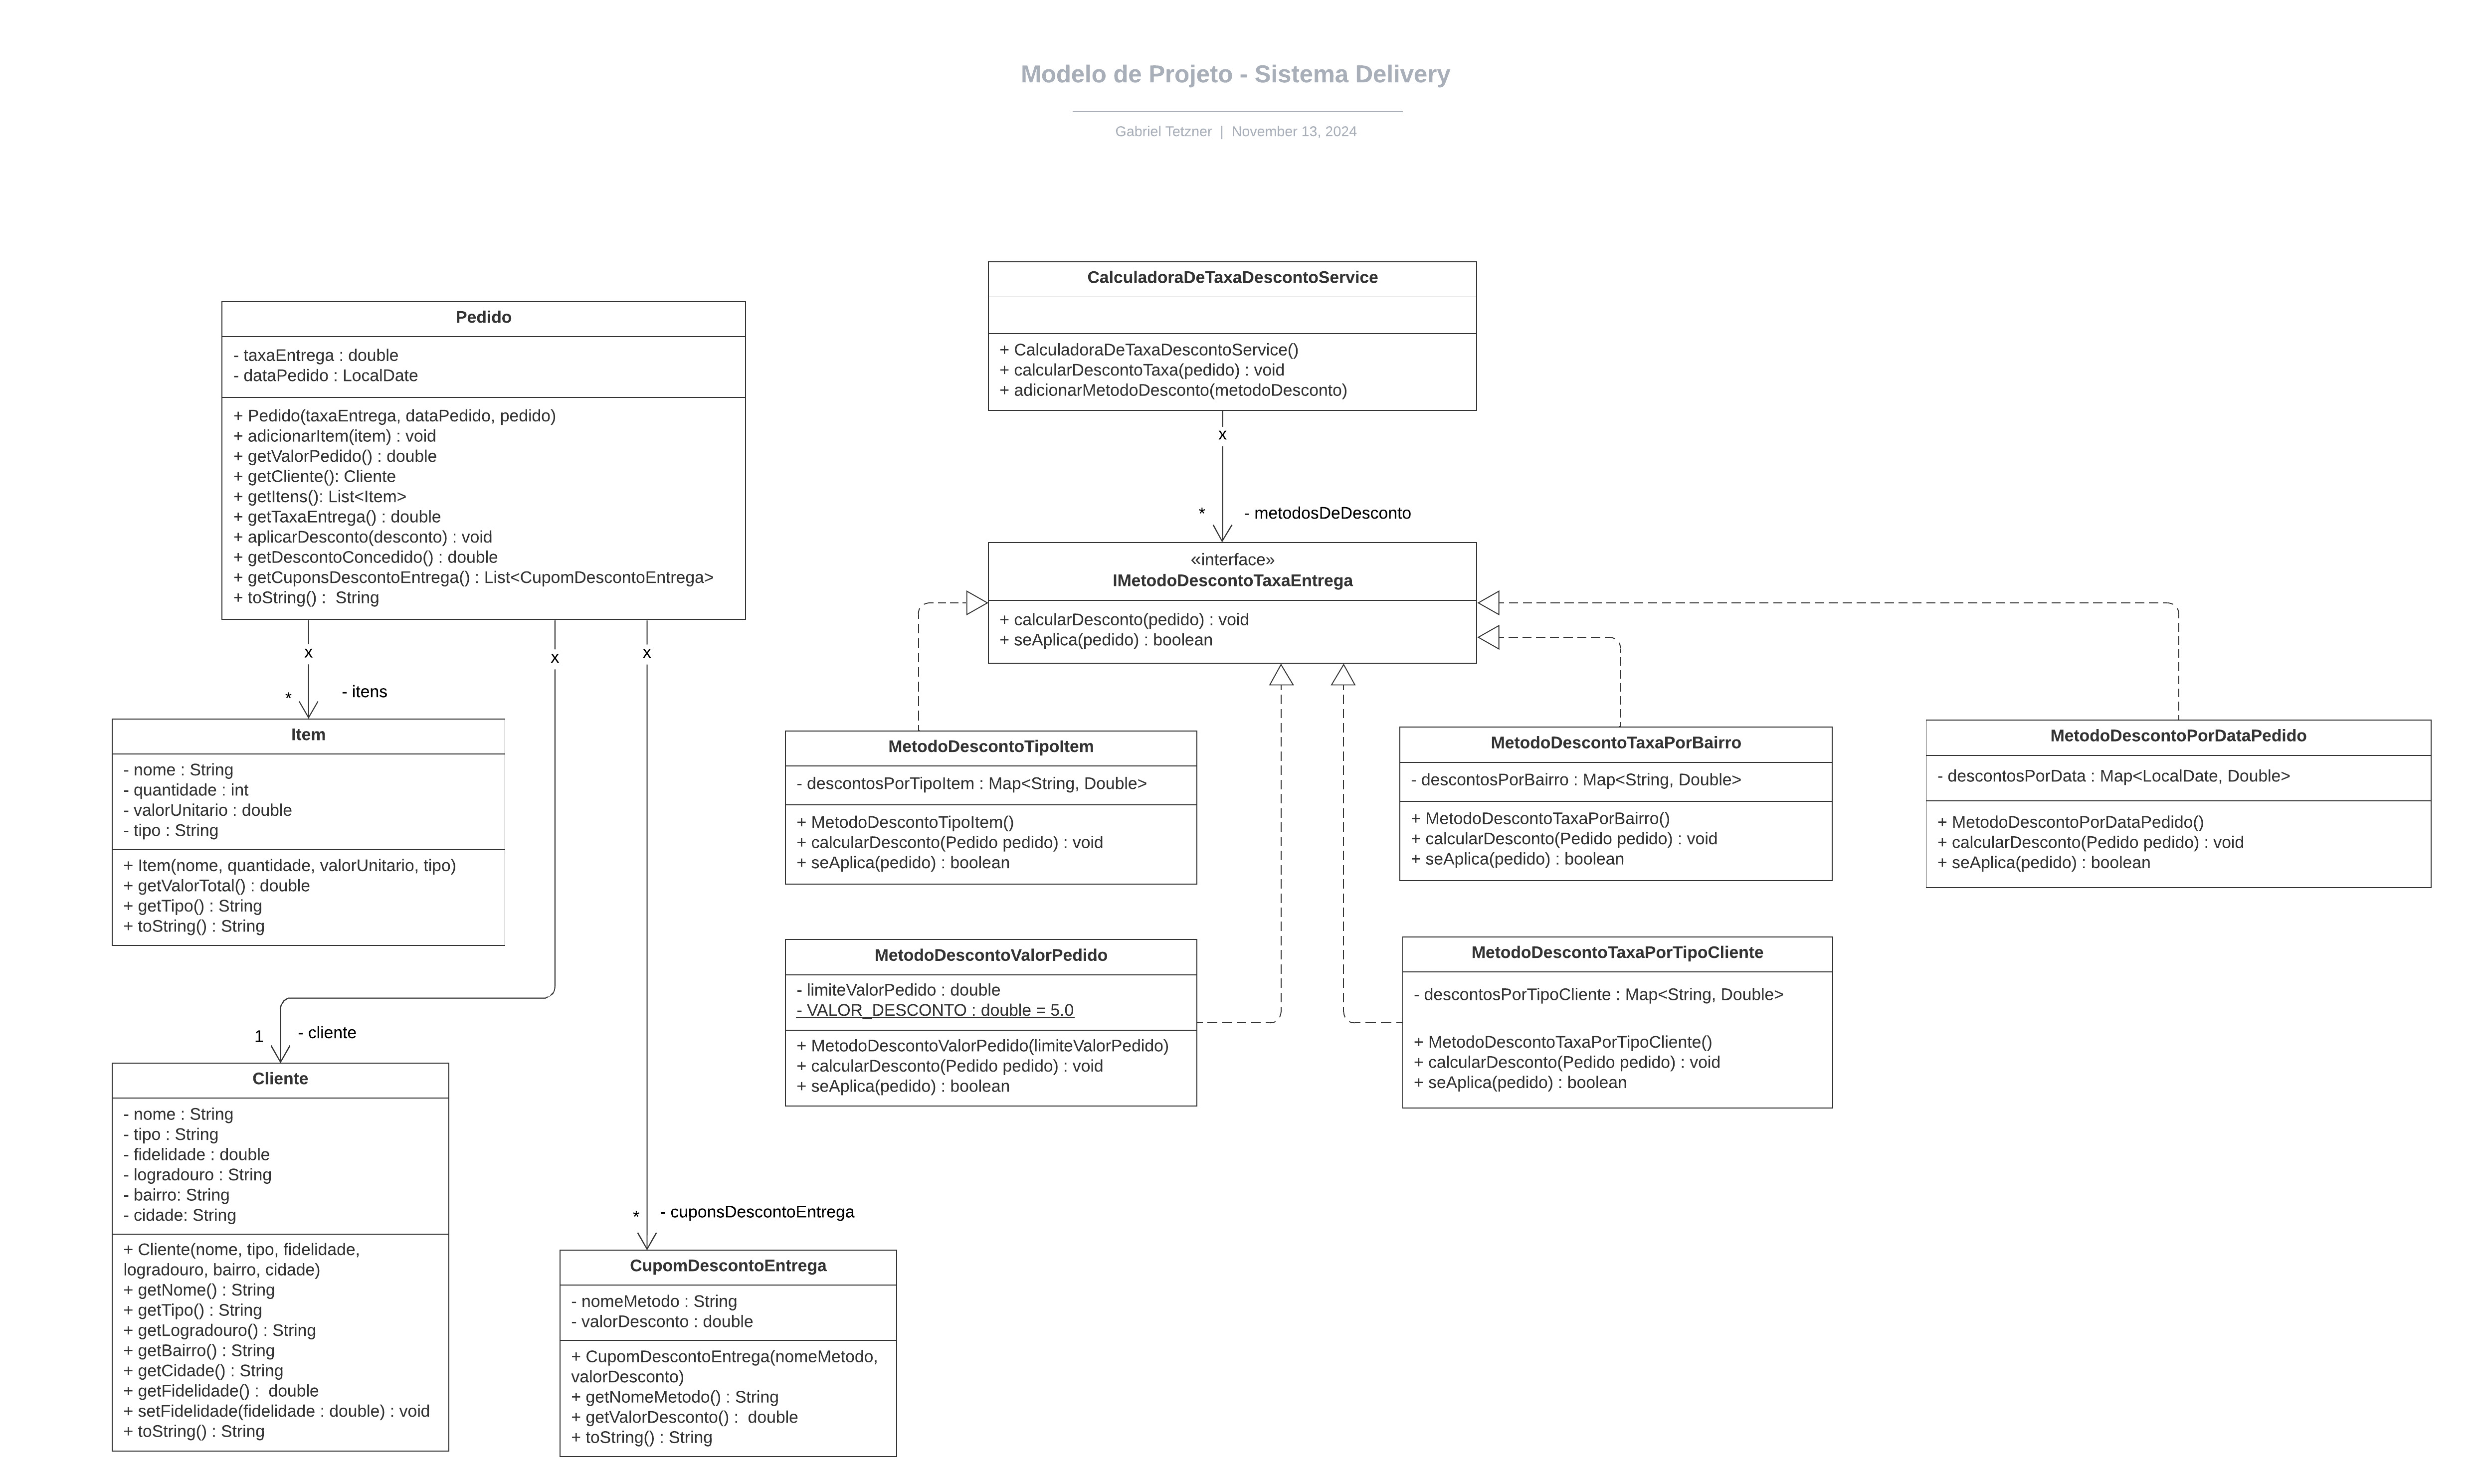 Modelo de Projeto - Sistema Delivery
Gabriel Tetzner | November 13, 2024
Pedido
- taxaEntrega : double
- dataPedido : LocalDate
+ Pedido(taxaEntrega, dataPedido, pedido)
+ adicionarItem(item) : void
+ getValorPedido() : double
+ getCliente(): Cliente
+ getItens(): List<Item>
+ getTaxaEntrega() : double
+ aplicarDesconto(desconto) : void
+ getDescontoConcedido() : double
+ getCuponsDescontoEntrega() : List<CupomDescontoEntrega>
+ toString() : String
x
x
x
* - itens
Item
- nome : String
- quantidade : int
- valorUnitario : double
- tipo : String
+ Item(nome, quantidade, valorUnitario, tipo)
+ getValorTotal() : double
+ getTipo() : String
+ toString() : String
1 - cliente
Cliente
- nome : String
- tipo : String
- fidelidade : double
- logradouro : String
- bairro: String
- cidade: String
+ Cliente(nome, tipo, fidelidade,
logradouro, bairro, cidade)
+ getNome() : String
+ getTipo() : String
+ getLogradouro() : String
+ getBairro() : String
+ getCidade() : String
+ getFidelidade() : double
+ setFidelidade(fidelidade : double) : void
+ toString() : String
* - cuponsDescontoEntrega
CupomDescontoEntrega
- nomeMetodo : String
- valorDesconto : double
+ CupomDescontoEntrega(nomeMetodo,
valorDesconto)
+ getNomeMetodo() : String
+ getValorDesconto() : double
+ toString() : String
CalculadoraDeTaxaDescontoService
+ CalculadoraDeTaxaDescontoService()
+ calcularDescontoTaxa(pedido) : void
+ adicionarMetodoDesconto(metodoDesconto)
x
* - metodosDeDesconto
«interface»
IMetodoDescontoTaxaEntrega
+ calcularDesconto(pedido) : void
+ seAplica(pedido) : boolean
MetodoDescontoTipoItem
- descontosPorTipoItem : Map<String, Double>
+ MetodoDescontoTipoItem()
+ calcularDesconto(Pedido pedido) : void
+ seAplica(pedido) : boolean
MetodoDescontoTaxaPorBairro
- descontosPorBairro : Map<String, Double>
+ MetodoDescontoTaxaPorBairro()
+ calcularDesconto(Pedido pedido) : void
+ seAplica(pedido) : boolean
MetodoDescontoPorDataPedido
- descontosPorData : Map<LocalDate, Double>
+ MetodoDescontoPorDataPedido()
+ calcularDesconto(Pedido pedido) : void
+ seAplica(pedido) : boolean
MetodoDescontoValorPedido
- limiteValorPedido : double
- VALOR_DESCONTO : double = 5.0
+ MetodoDescontoValorPedido(limiteValorPedido)
+ calcularDesconto(Pedido pedido) : void
+ seAplica(pedido) : boolean
MetodoDescontoTaxaPorTipoCliente
- descontosPorTipoCliente : Map<String, Double>
+ MetodoDescontoTaxaPorTipoCliente()
+ calcularDesconto(Pedido pedido) : void
+ seAplica(pedido) : boolean